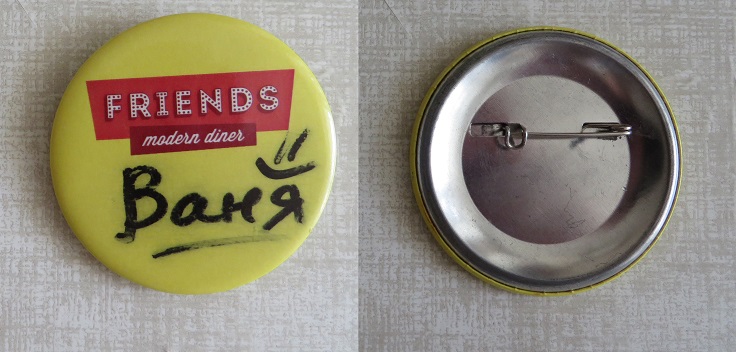 FRIENDS
modern diner
Ваня